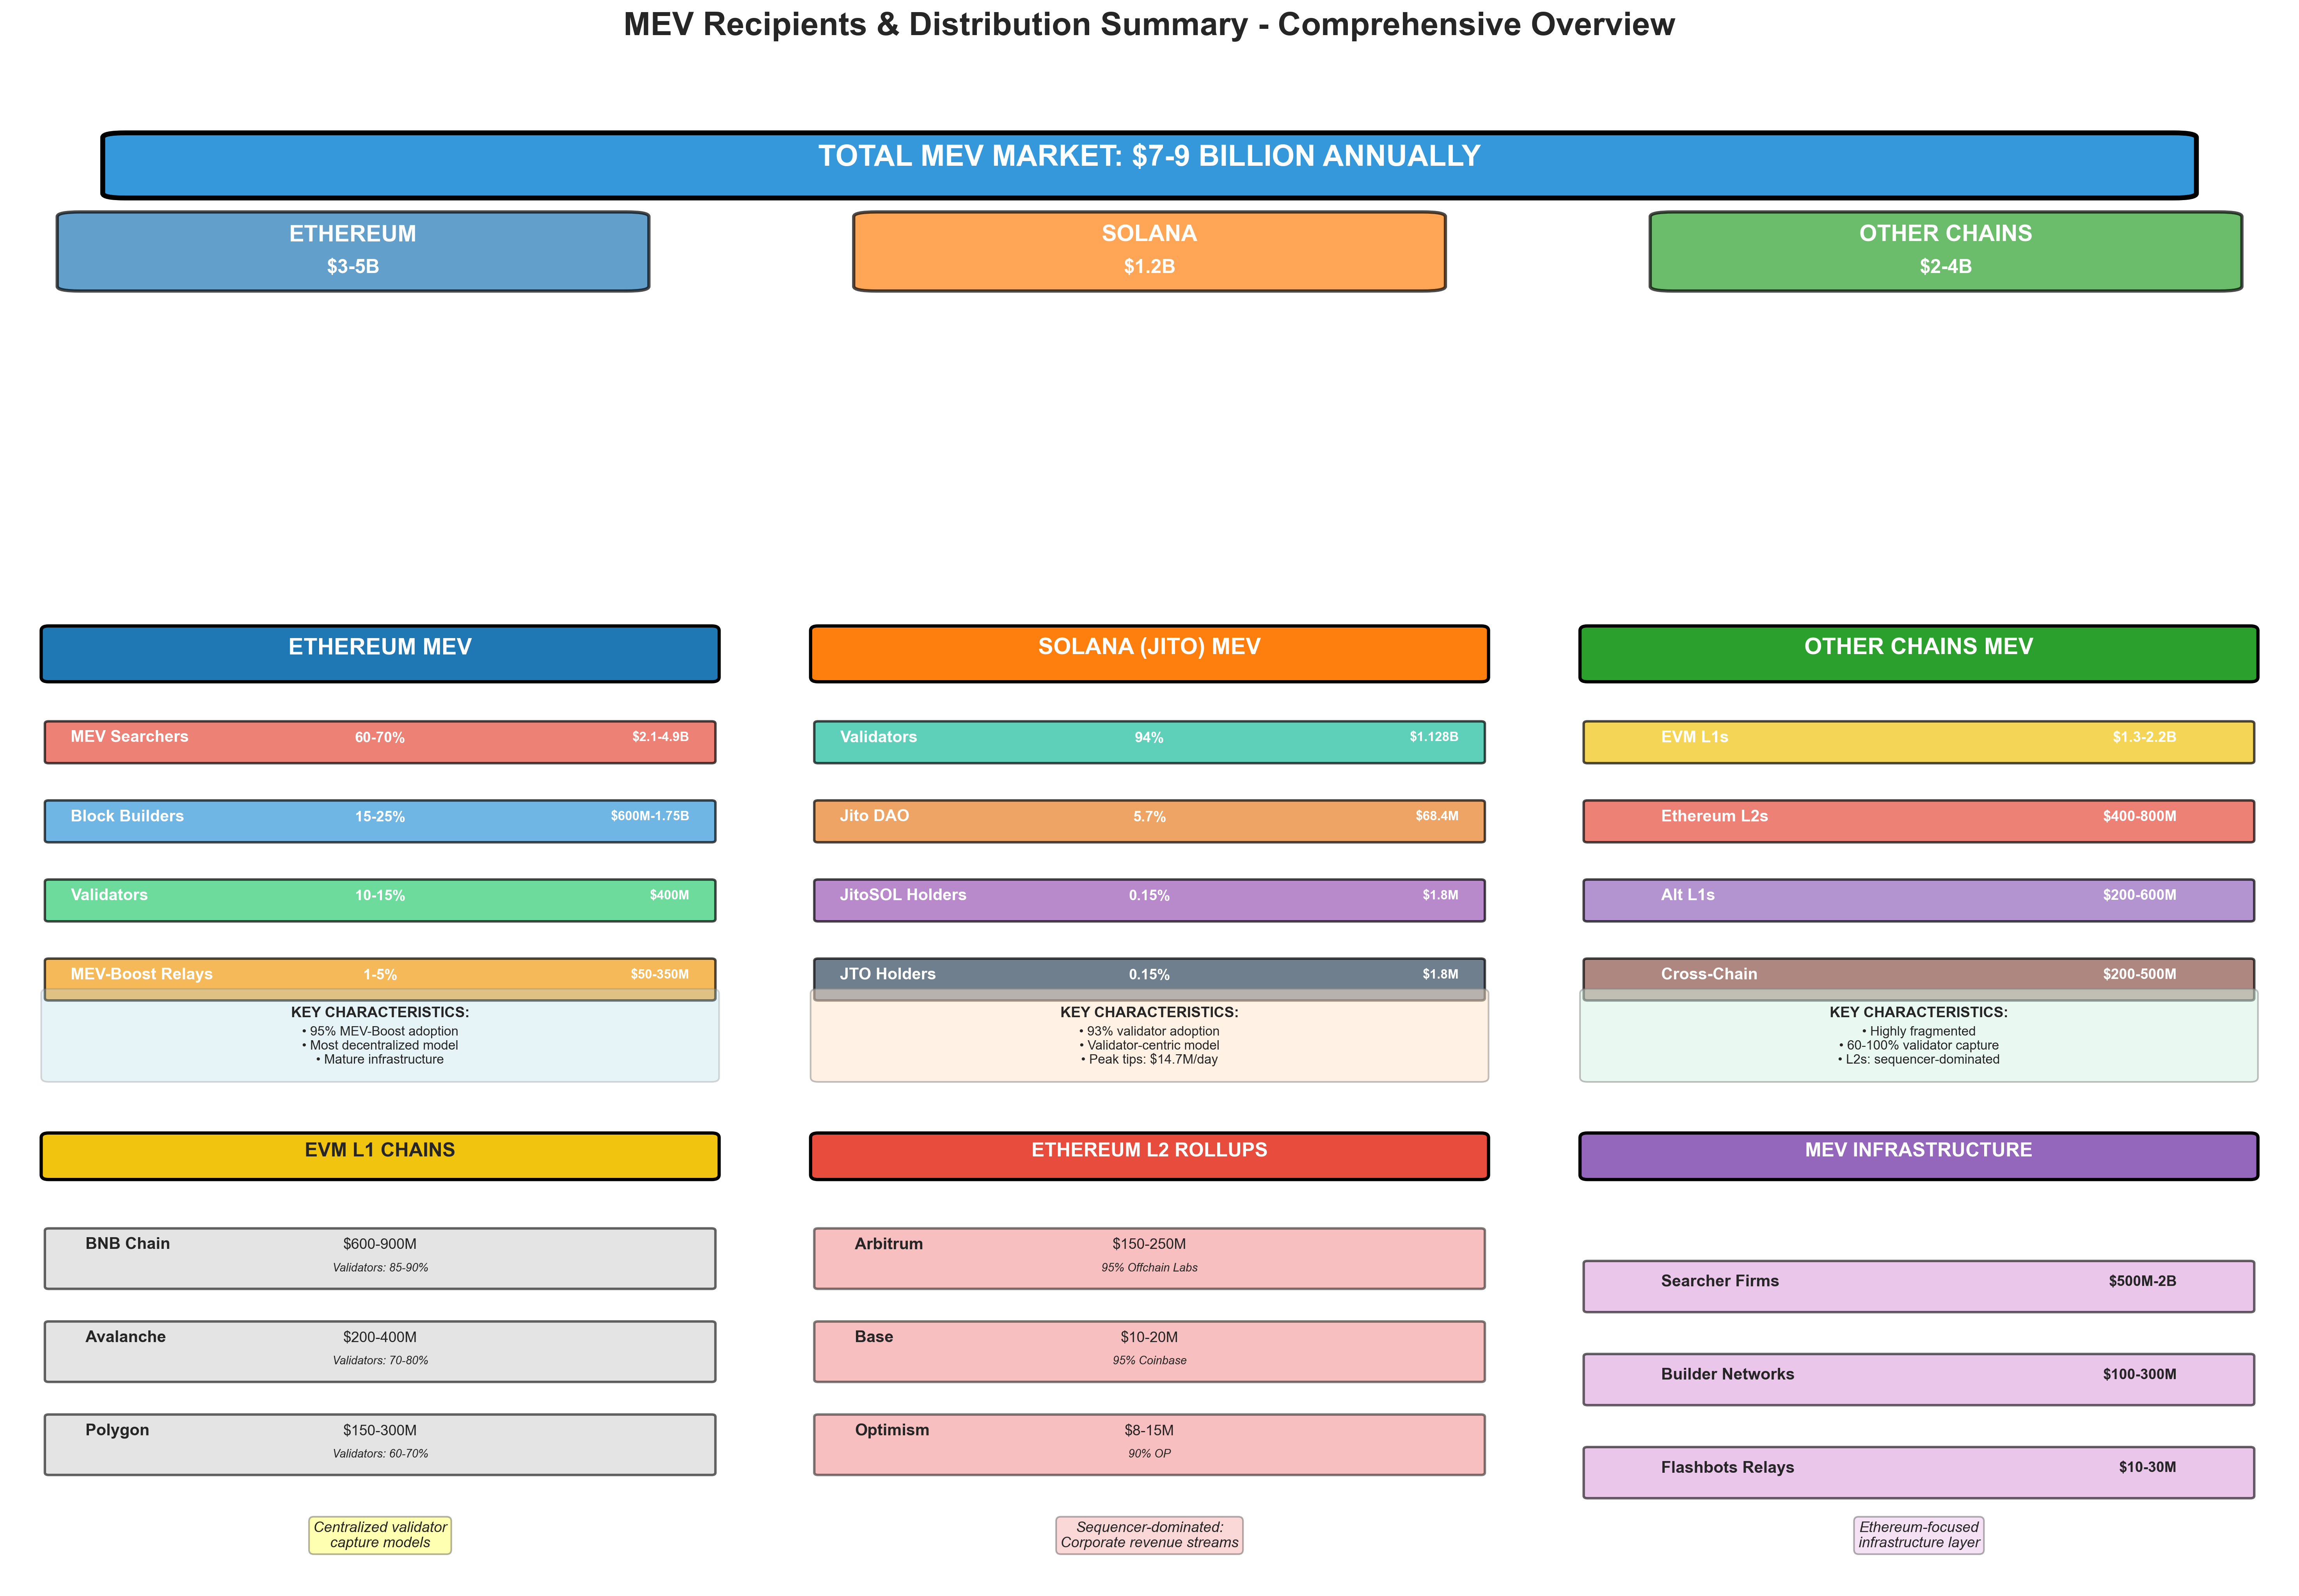 MEV Recipients & Distribution Summary - Comprehensive Overview
TOTAL MEV MARKET: $7-9 BILLION ANNUALLY
ETHEREUM
$3-5B
SOLANA
$1.2B
OTHER CHAINS
$2-4B
ETHEREUM MEV
MEV Searchers 60-70% $2.1-4.9B
Block Builders 15-25% $600M-1.75B
Validators 10-15% $400M
MEV-Boost Relays 1-5% $50-350M
KEY CHARACTERISTICS:
• 95% MEV-Boost adoption
• Most decentralized model
• Mature infrastructure
SOLANA (JITO) MEV
Validators 94% $1.128B
Jito DAO 5.7% $68.4M
JitoSOL Holders 0.15% $1.8M
JTO Holders 0.15% $1.8M
KEY CHARACTERISTICS:
• 93% validator adoption
• Validator-centric model
• Peak tips: $14.7M/day
OTHER CHAINS MEV
EVM L1s $1.3-2.2B
Ethereum L2s $400-800M
Alt L1s $200-600M
Cross-Chain $200-500M
KEY CHARACTERISTICS:
• Highly fragmented
• 60-100% validator capture
• L2s: sequencer-dominated
EVM L1 CHAINS
BNB Chain $600-900M
Validators: 85-90%
Avalanche $200-400M
Validators: 70-80%
Polygon $150-300M
Validators: 60-70%
Centralized validator
capture models
ETHEREUM L2 ROLLUPS
Arbitrum $150-250M
95% Offchain Labs
Base $10-20M
95% Coinbase
Optimism $8-15M
90% OP
Sequencer-dominated:
Corporate revenue streams
MEV INFRASTRUCTURE
Searcher Firms $500M-2B
Builder Networks $100-300M
Flashbots Relays $10-30M
Ethereum-focused
infrastructure layer